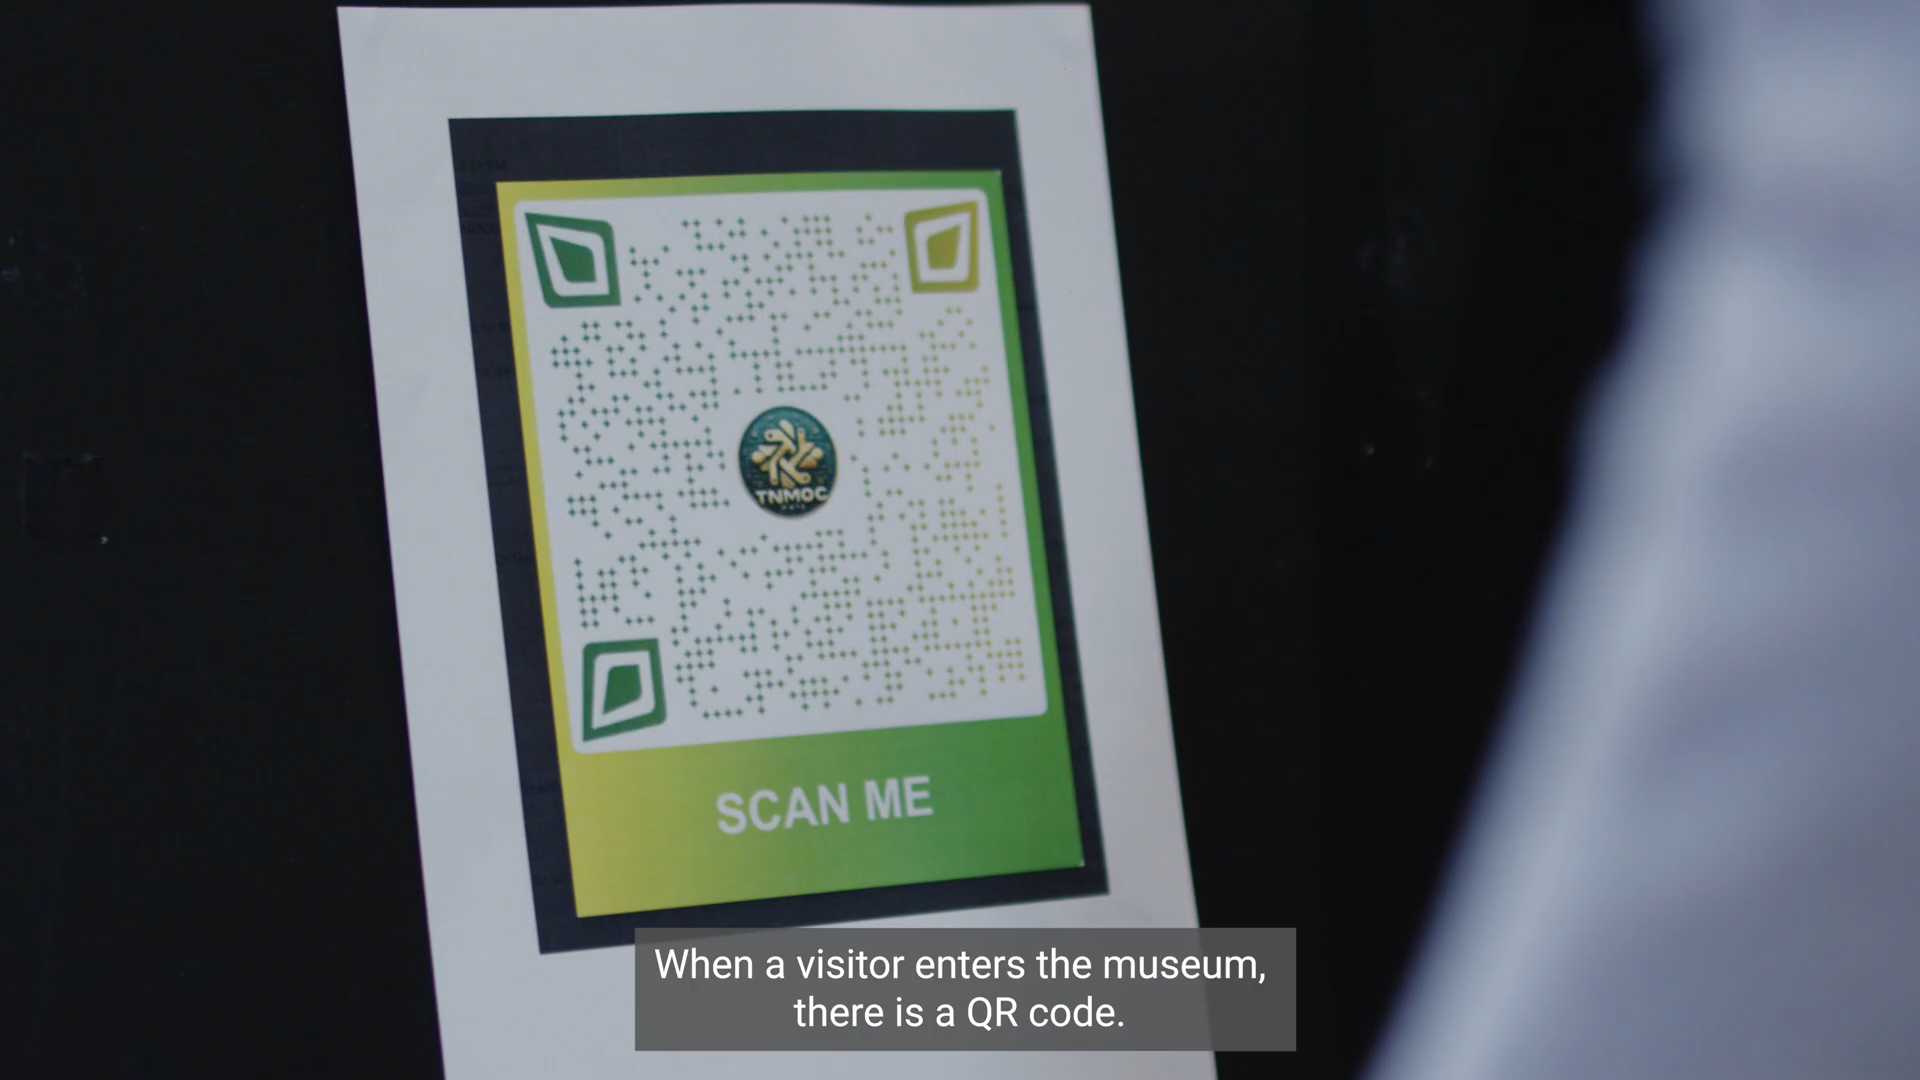 TNMOC
SCAN ME
When a visitor enters the museum,
there is a QR code.